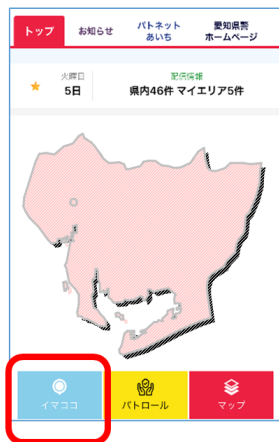 トップ
お知らせ
パトネット
あいち
愛知県警
ホームページ
火曜日
5日
配信情報
県内46件 マイエリア5件
イマココ
パトロール
マップ